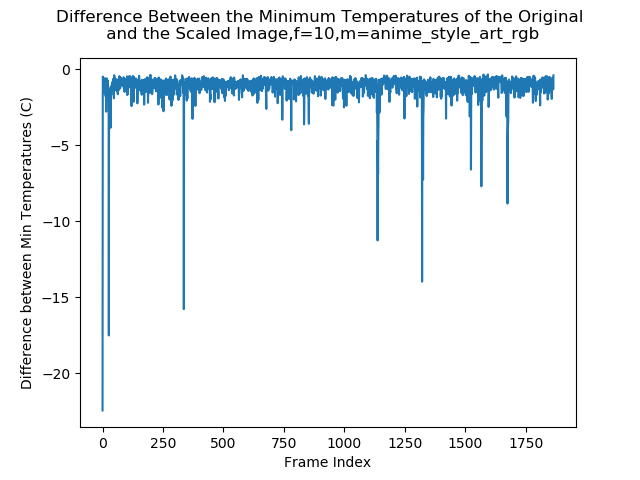 Difference Between the Minimum Temperatures of the Original
and the Scaled Image,f=10,m=anime_style_art_rgb
0
−5
−10
−15
−20
Difference between Min Temperatures (C)
0 250 500 750 1000 1250 1500 1750
Frame Index